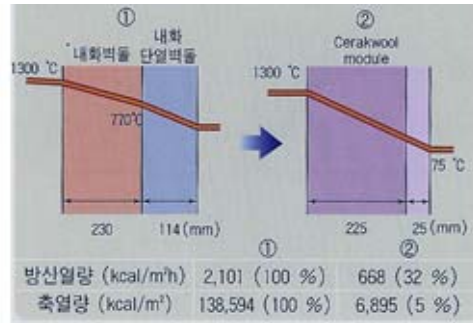 ① ②
내화벽돌
내화
단열벽돌
Cerakwool
module
1300 ℃
770℃
1300 ℃
75 ℃
230 114(mm)
225 25(mm)
① ②
방산열량 (kcal/m²h) 2,101 (100 %) 668 (32 %)
축열량 (kcal/m²) 138,594 (100 %) 6,895 (5 %)